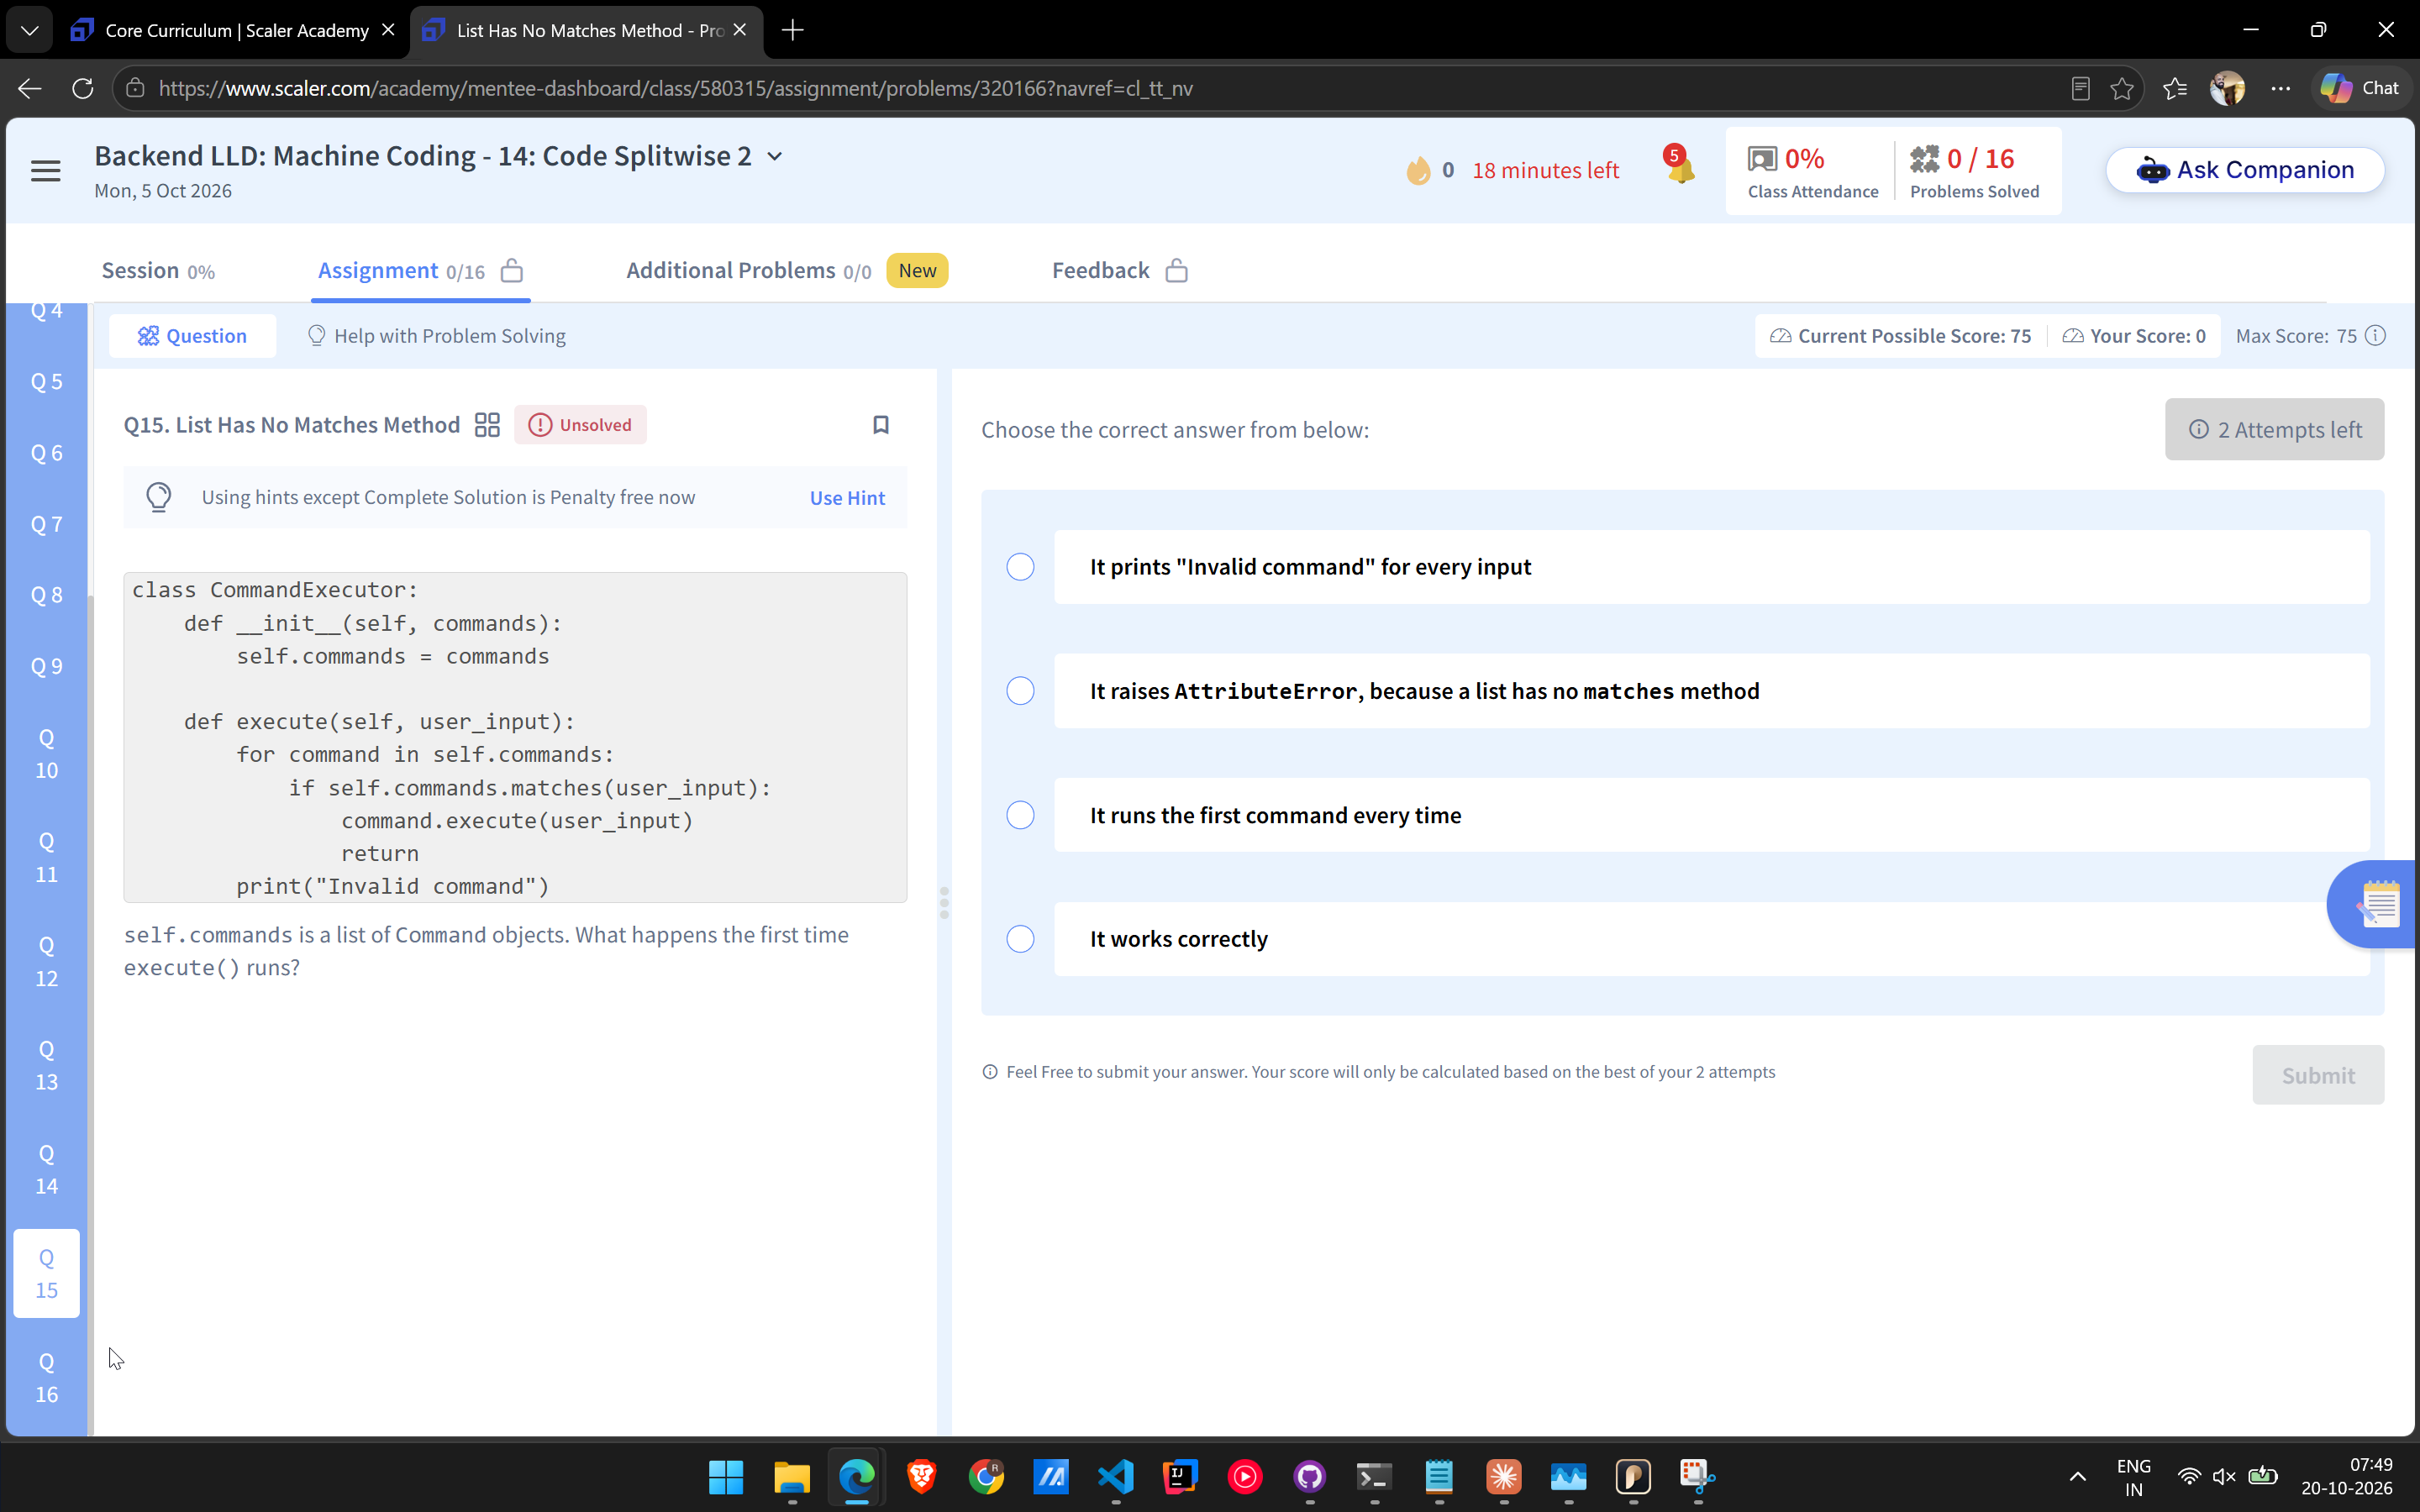 Core Curriculum | Scaler Academy
List Has No Matches Method - Pro
https://www.scaler.com/academy/mentee-dashboard/class/580315/assignment/problems/320166?navref=cl_tt_nv
Chat
Backend LLD: Machine Coding - 14: Code Splitwise 2
Mon, 5 Oct 2026
0
18 minutes left
5
0%
Class Attendance
0 / 16
Problems Solved
Ask Companion
Session 0%
Assignment 0/16
Additional Problems 0/0
New
Feedback
Q 4
Q 5
Q 6
Q 7
Q 8
Q 9
Q
10
Q
11
Q
12
Q
13
Q
14
Q
15
Q
16
Question
Help with Problem Solving
Current Possible Score: 75
Your Score: 0
Max Score: 75
Q15. List Has No Matches Method
Unsolved
Using hints except Complete Solution is Penalty free now
Use Hint
class CommandExecutor:
    def __init__(self, commands):
        self.commands = commands
    def execute(self, user_input):
        for command in self.commands:
            if self.commands.matches(user_input):
                command.execute(user_input)
                return
        print("Invalid command")
self.commands is a list of Command objects. What happens the first time
execute() runs?
Choose the correct answer from below:
2 Attempts left
It prints "Invalid command" for every input
It raises AttributeError, because a list has no matches method
It runs the first command every time
It works correctly
Feel Free to submit your answer. Your score will only be calculated based on the best of your 2 attempts
Submit
R
IJ
ENG
IN
07:49
20-10-2026